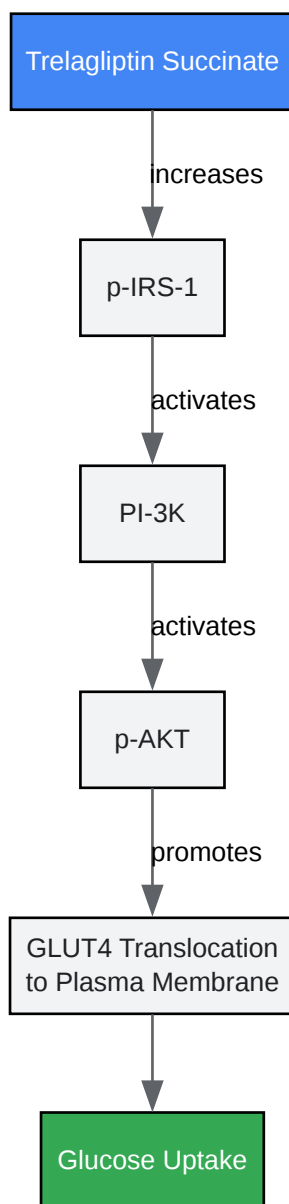 Trelagliptin Succinate
increases
p-IRS-1
activates
PI-3K
activates
p-AKT
promotes
GLUT4 Translocation
to Plasma Membrane
Glucose Uptake